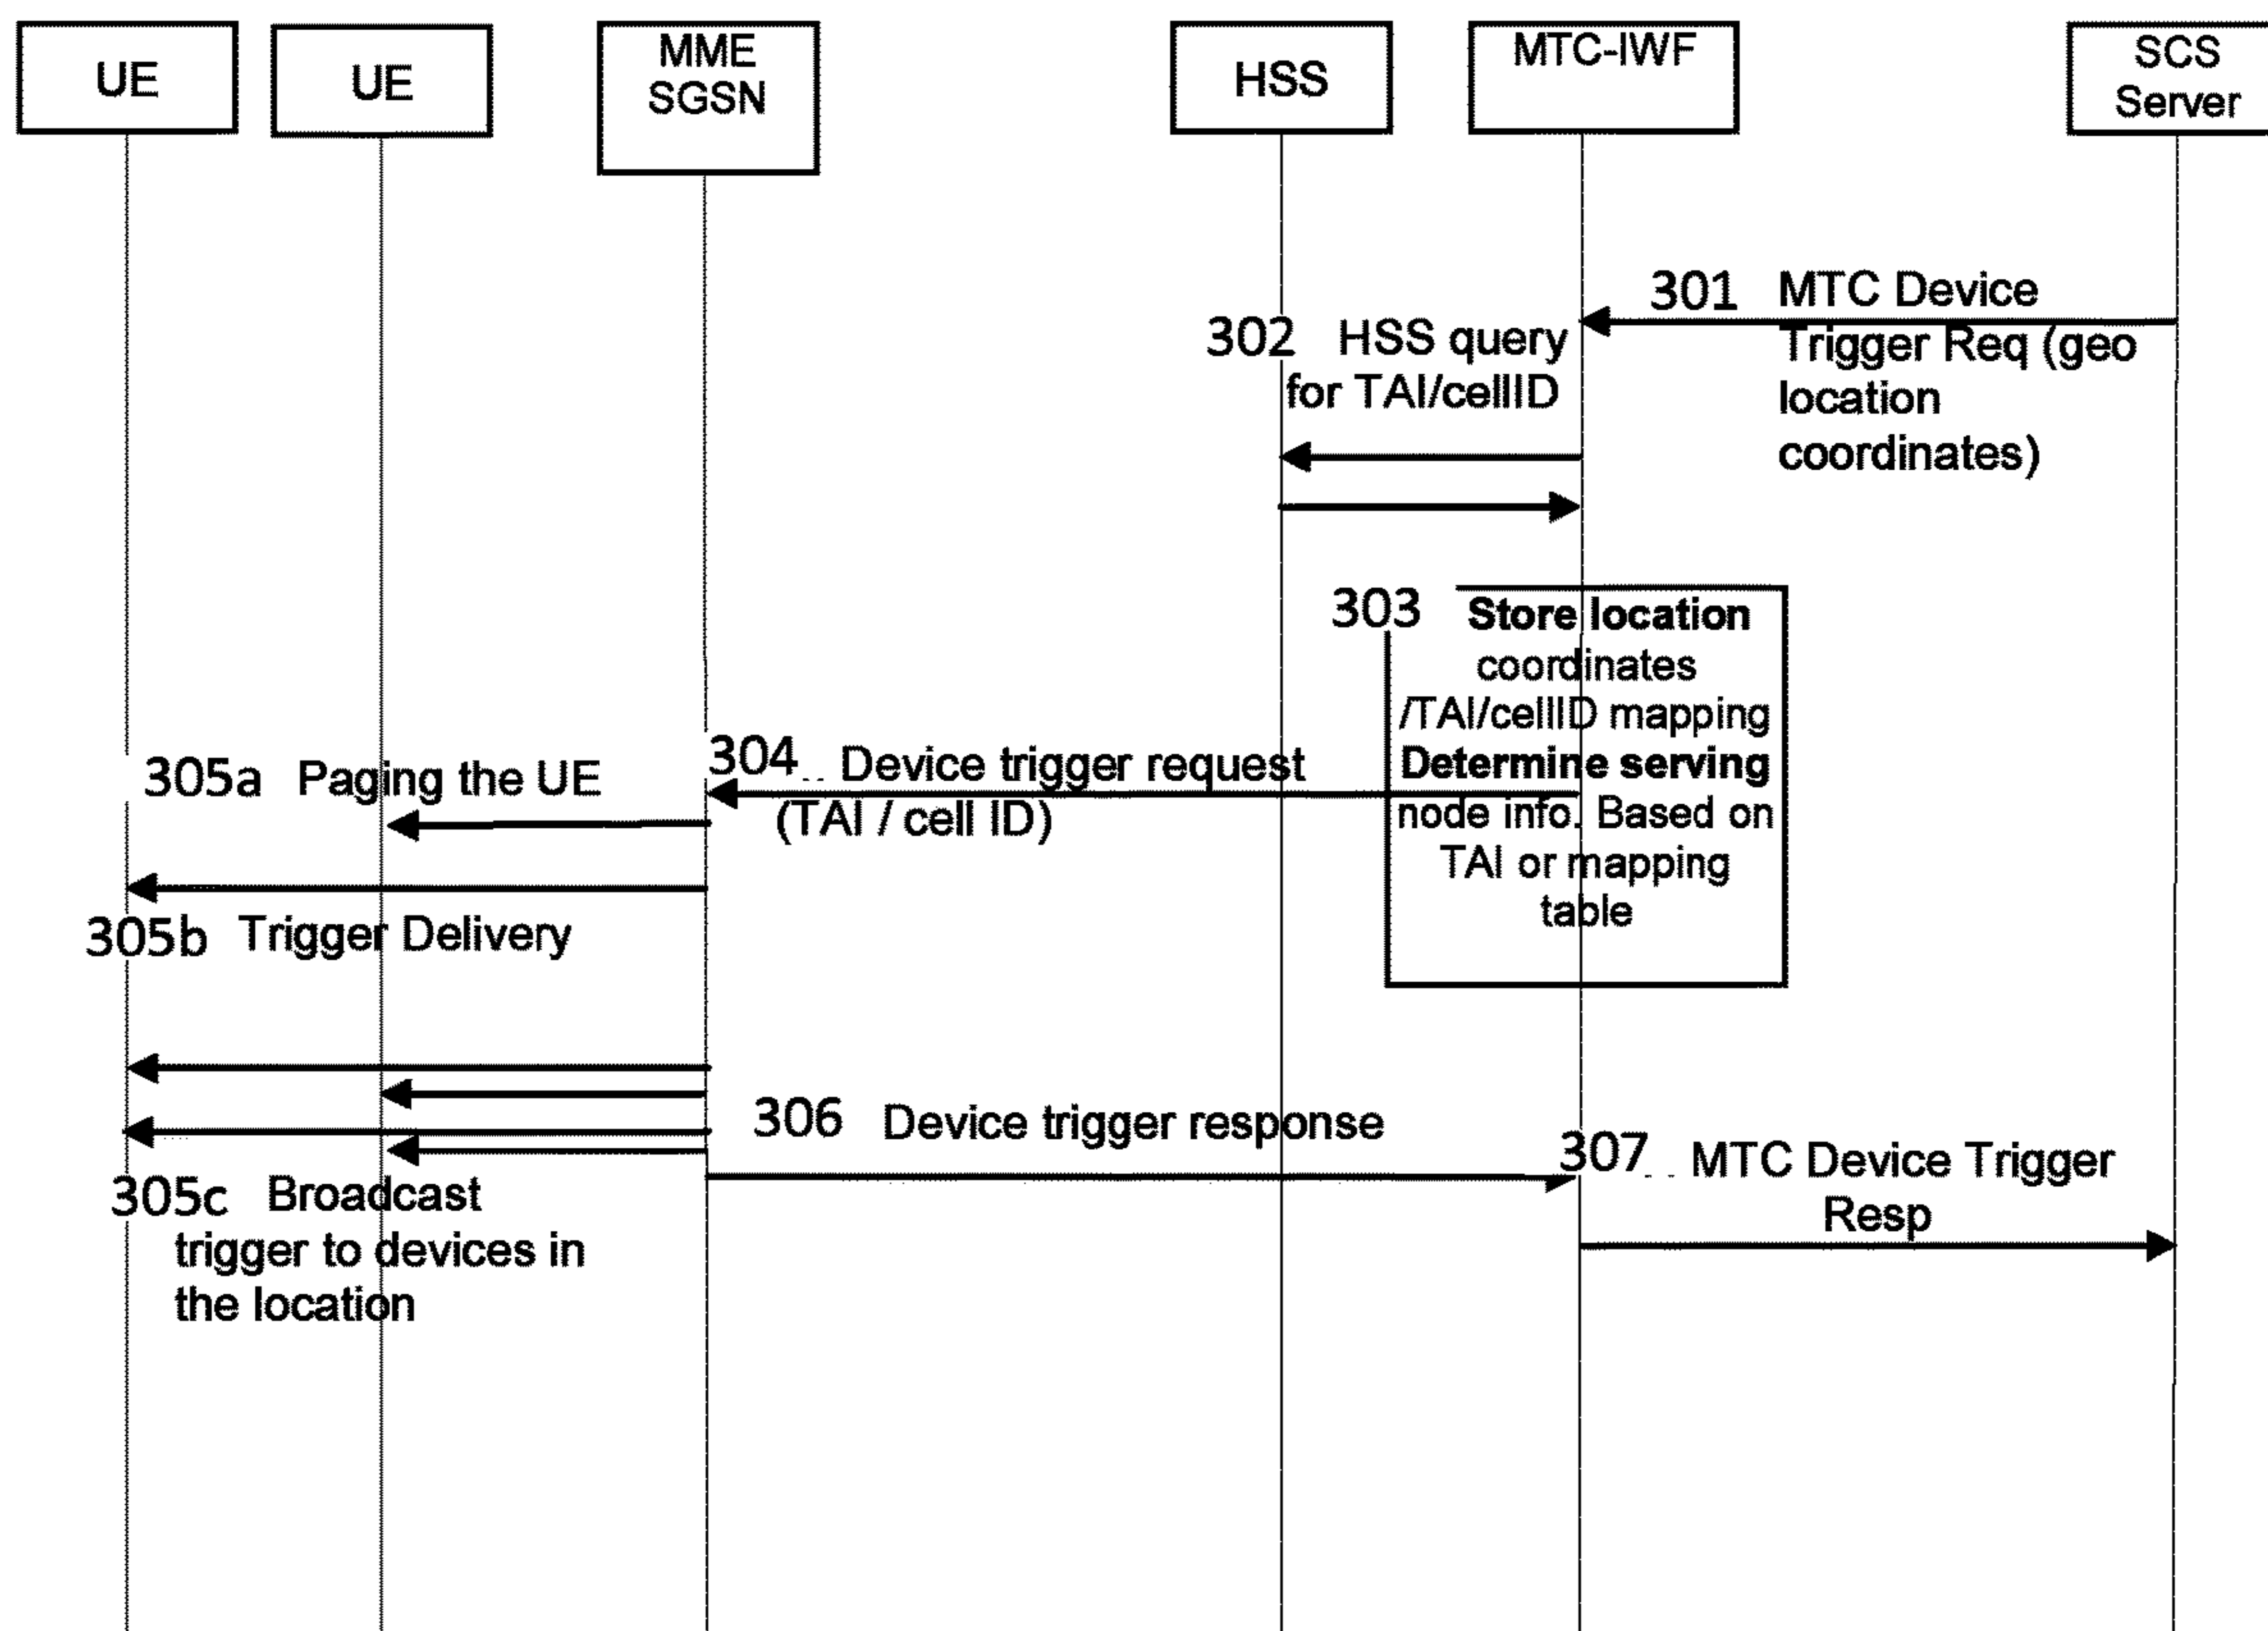 UE
UE
MME
SGSN
HSS
MTC-IWF
SCS
Server
301 MTC Device
Trigger Req (geo
location
coordinates)
302 HSS query
for TAI/cellID
303 Store location
coordinates
/TAI/cellID mapping
Determine serving
node info. Based on
TAI or mapping
table
304 Device trigger request
(TAI / cell ID)
305a Paging the UE
305b Trigger Delivery
305c Broadcast
trigger to devices in
the location
306 Device trigger response
307 MTC Device Trigger
Resp